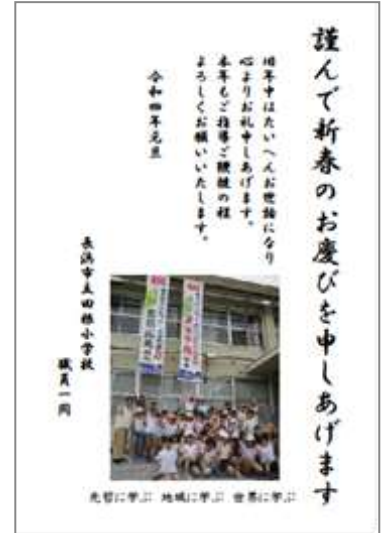 謹んで新春のお慶びを申しあげます
旧年中はたいへんお世話になり
心よりお礼申しあげます。
本年もご指導ご鞭撻の程
よろしくお願いいたします。
令和四年元旦
長浜市立田根小学校
職員一同
先哲に学ぶ 地域に学ぶ 世界に学ぶ